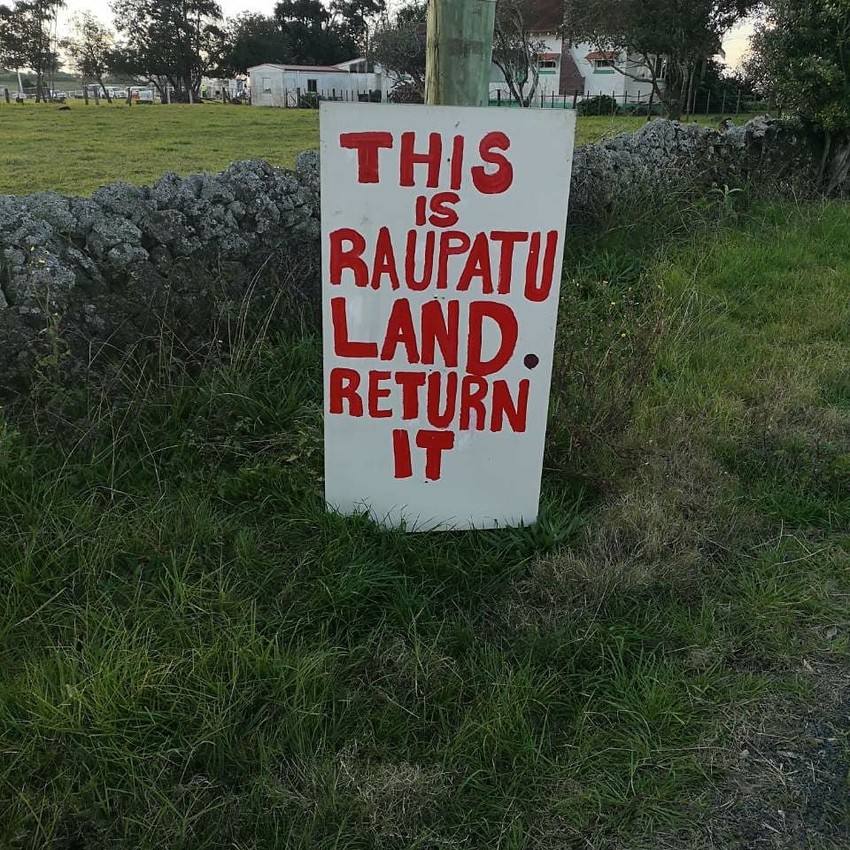 THIS
IS
RAUPATU
LAND.
RETURN
IT